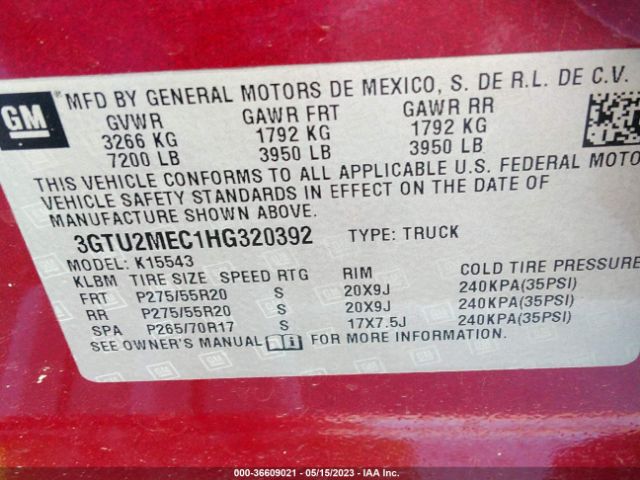 GM
MFD BY GENERAL MOTORS DE MEXICO, S. DE R.L. DE C.V.
GVWR GAWR FRT GAWR RR
3266 KG 1792 KG 1792 KG
7200 LB 3950 LB 3950 LB
THIS VEHICLE CONFORMS TO ALL APPLICABLE U.S. FEDERAL MOTO
VEHICLE SAFETY STANDARDS IN EFFECT ON THE DATE OF
MANUFACTURE SHOWN ABOVE.
3GTU2MEC1HG320392 TYPE: TRUCK
MODEL: K15543
KLBM TIRE SIZE SPEED RTG RIM COLD TIRE PRESSUR
FRT P275/55R20 S 20X9J 240KPA(35PSI)
RR P275/55R20 S 20X9J 240KPA(35PSI)
SPA P265/70R17 S 17X7.5J 240KPA(35PSI)
SEE OWNER'S MANUAL FOR MORE INFORMATION.
000-36609021 - 05/15/2023 - IAA Inc.